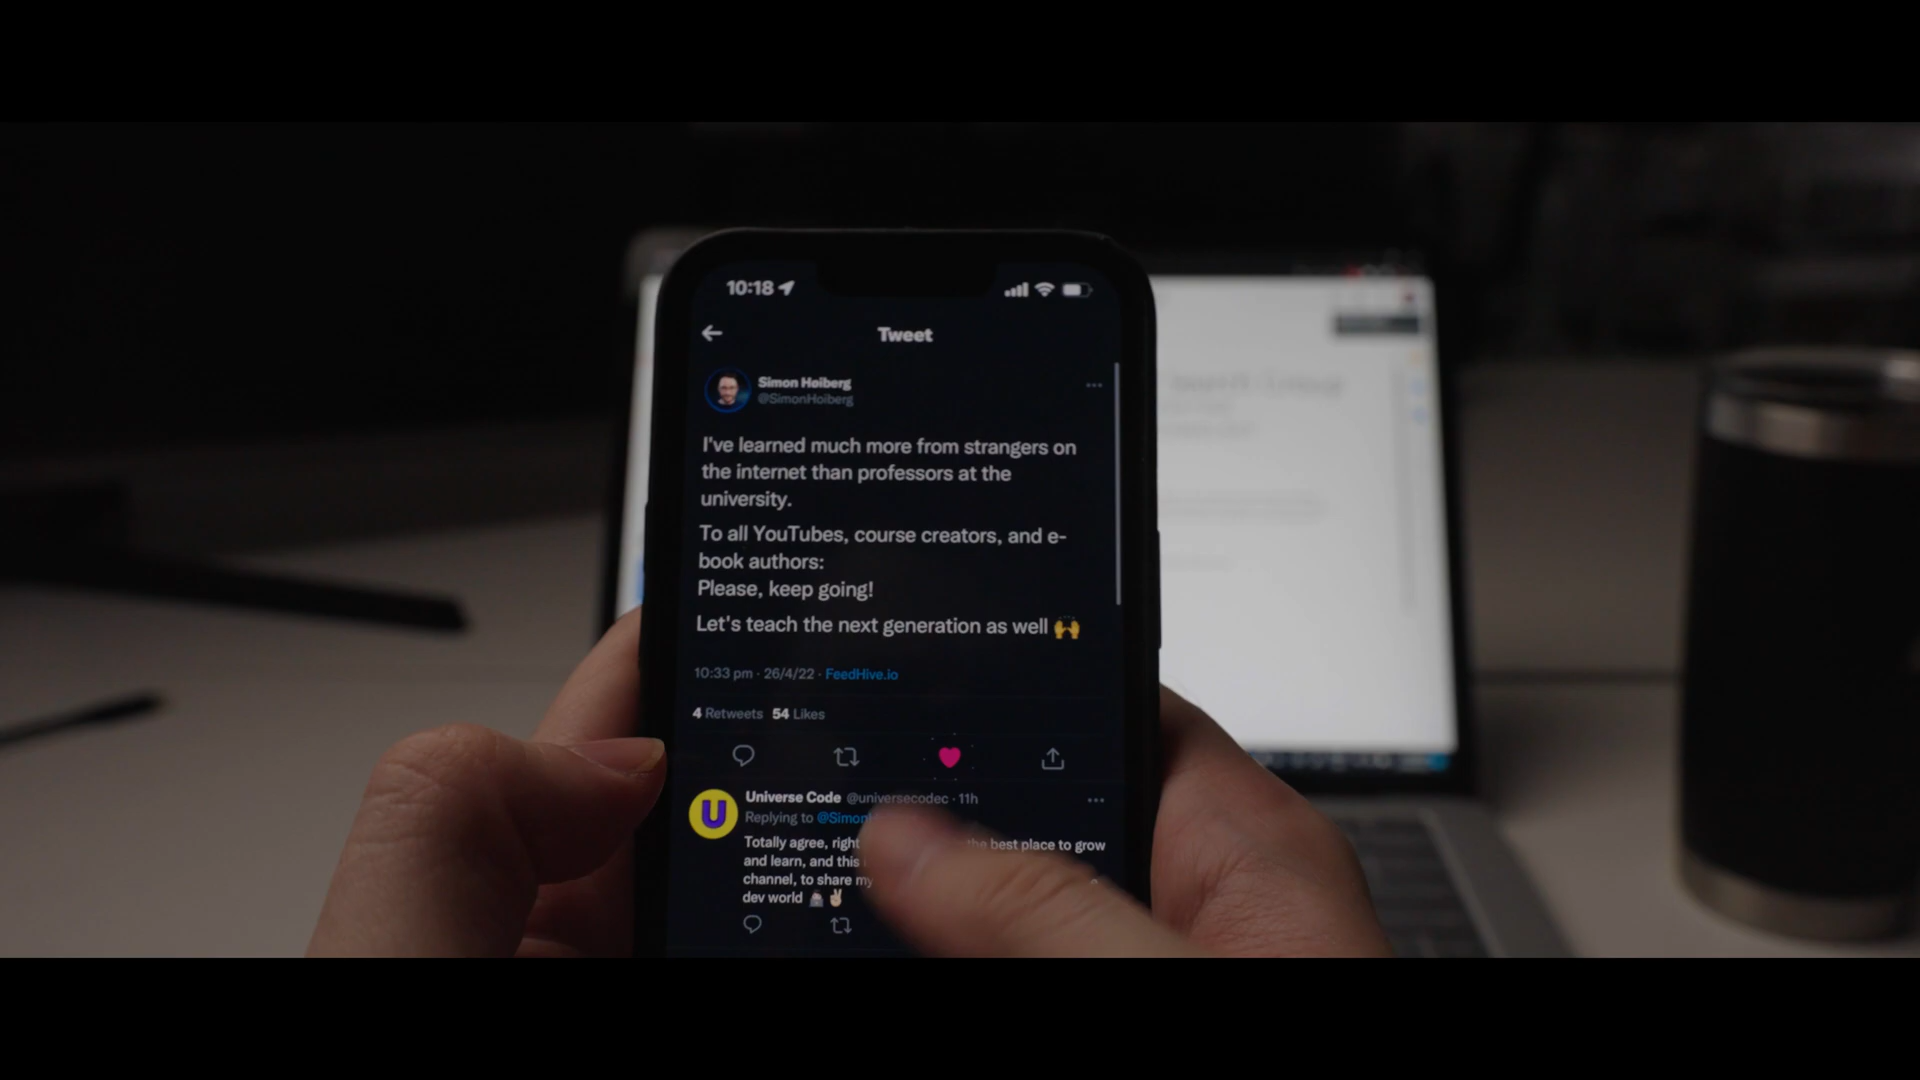 10:18
Tweet
Simon Høiberg
@SimonHoiberg
I've learned much more from strangers on
the internet than professors at the
university.
To all YouTubes, course creators, and e-
book authors:
Please, keep going!
Let's teach the next generation as well 🙌
10:33 pm · 26/4/22 · FeedHive.io
4 Retweets 54 Likes
U
Universe Code @universecodec · 11h
Replying to
Totally agree, right the best place to grow
and learn, and this
channel, to share my
dev world